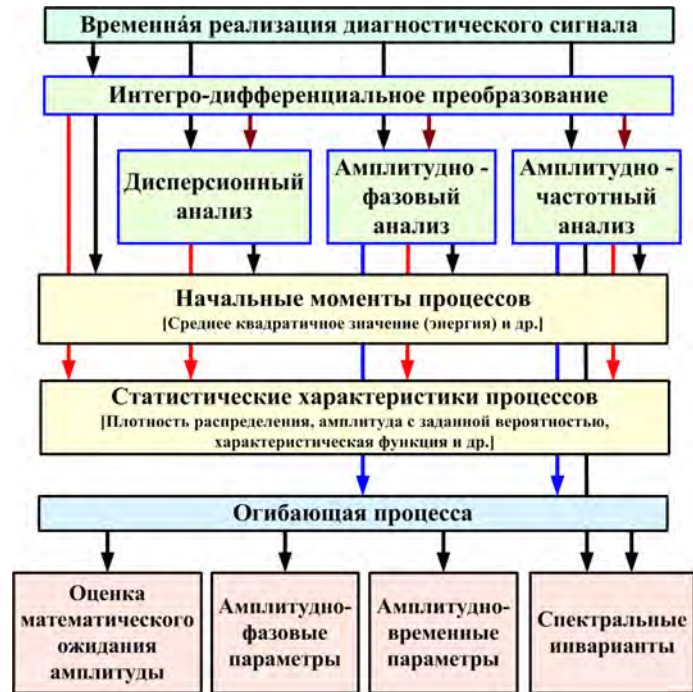 Временна́я реализация диагностического сигнала
Интегро-дифференциальное преобразование
Дисперсионный
анализ
Амплитудно -
фазовый
анализ
Амплитудно -
частотный
анализ
Начальные моменты процессов
[Среднее квадратичное значение (энергия) и др.]
Статистические характеристики процессов
[Плотность распределения, амплитуда с заданной вероятностью,
характеристическая функция и др.]
Огибающая процесса
Оценка
математического
ожидания
амплитуды
Амплитудно-
фазовые
параметры
Амплитудно-
временные
параметры
Спектральные
инварианты